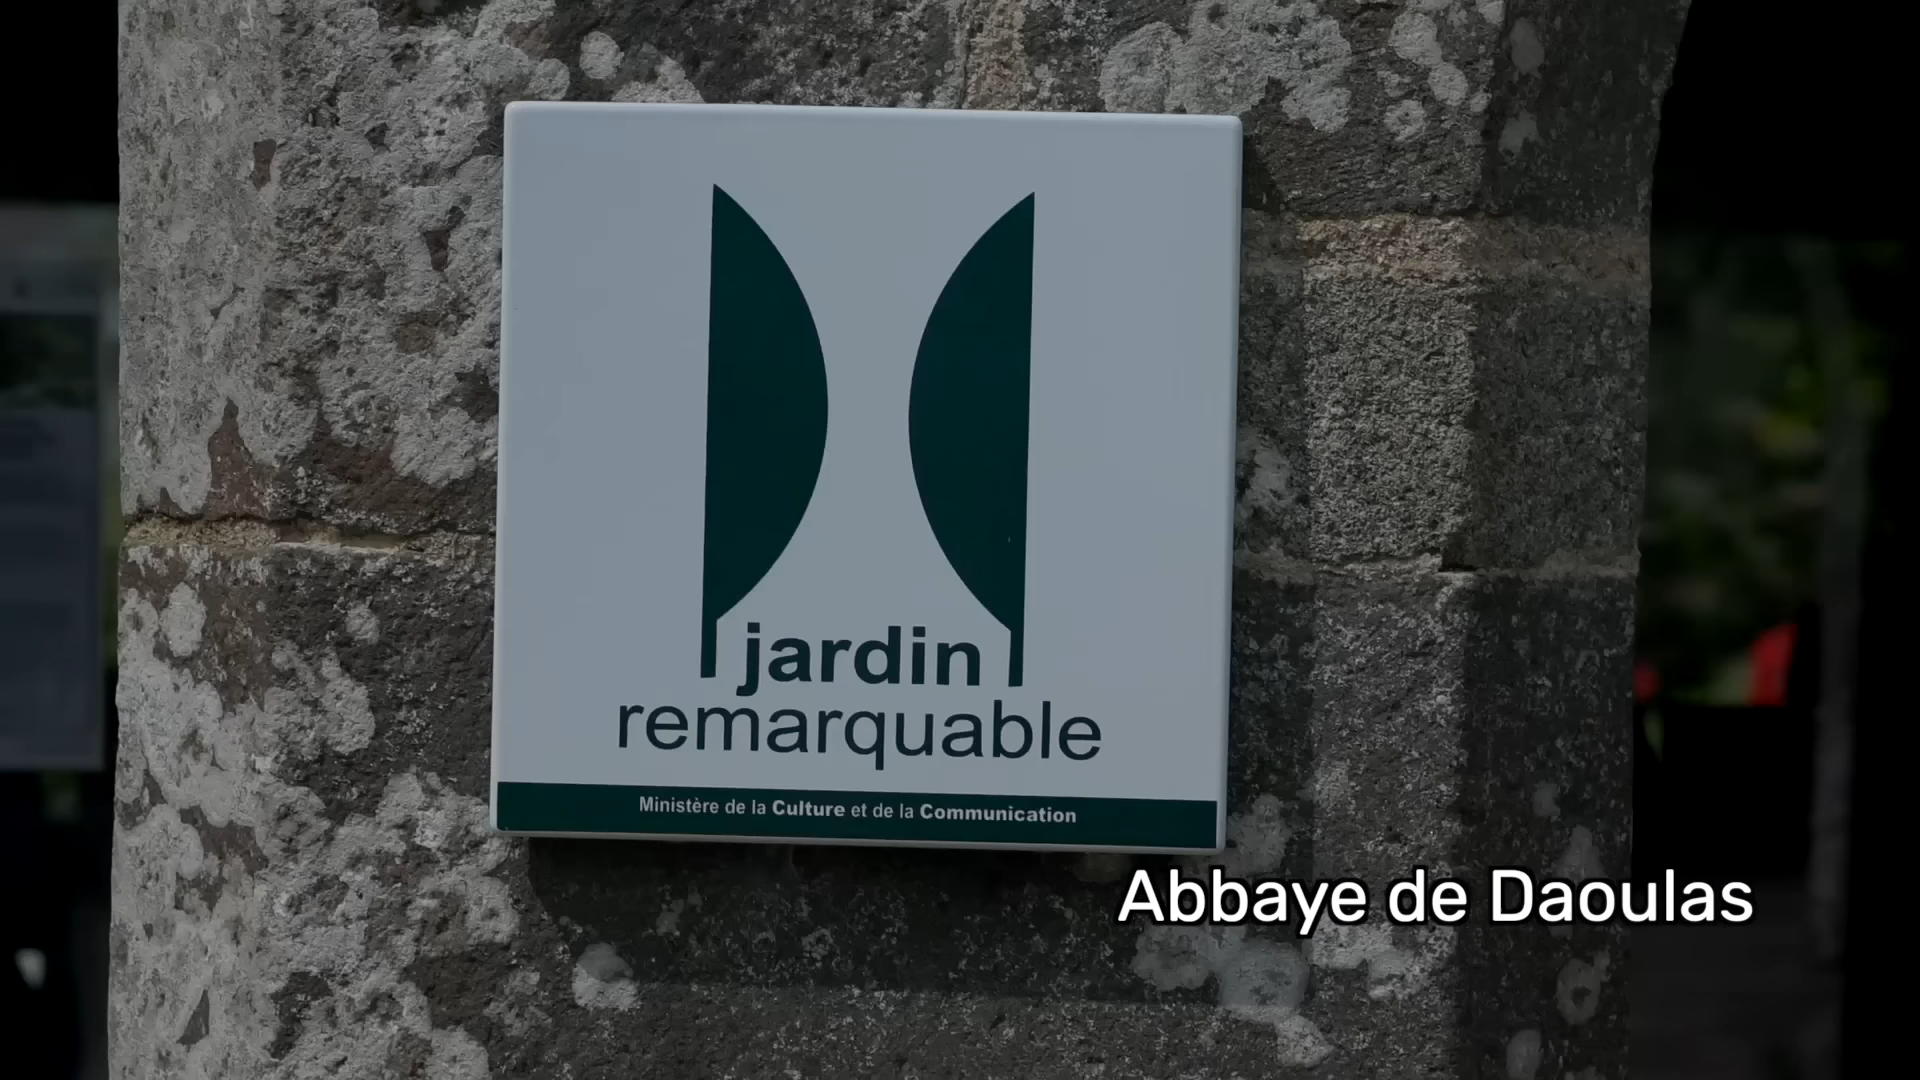 jardin
remarquable
Ministère de la Culture et de la Communication
Abbaye de Daoulas